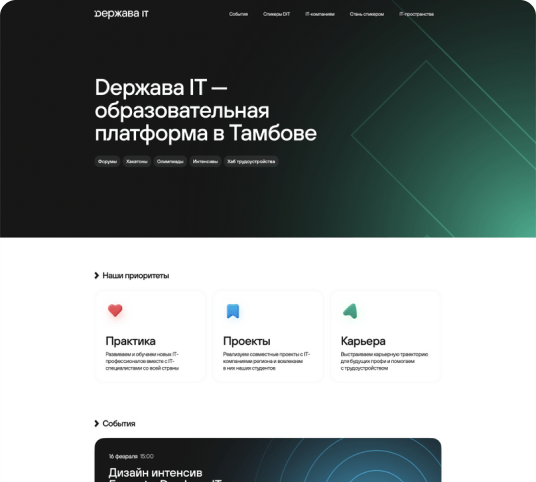 Dержава IT
События
Спикеры DIT
IT-компаниям
Стань спикером
IT-пространства
Dержава IT —
образовательная
платформа в Тамбове
Форумы
Хакатоны
Олимпиады
Интенсивы
Хаб трудоустройства
Наши приоритеты
Практика
Развиваем и обучаем новых IT-
профессионалов вместе с IT-
специалистами со всей страны
Проекты
Реализуем совместные проекты с IT-
компаниями региона и вовлекаем
в них наших студентов
Карьера
Выстраиваем карьерную траекторию
для будущих профи и помогаем
с трудоустройством
События
16 февраля 15:00
Дизайн интенсив